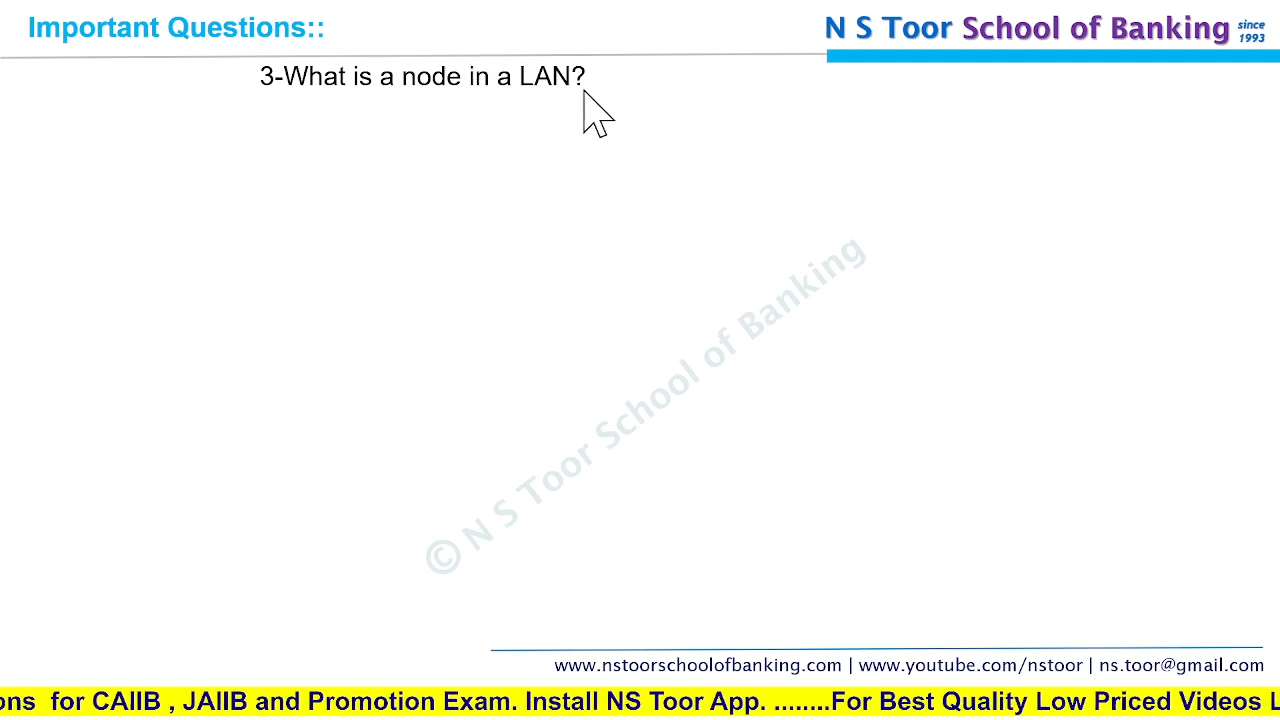 Important Questions::
N S Toor School of Banking since 1993
3-What is a node in a LAN?
© N S Toor School of Banking
www.nstoorschoolofbanking.com | www.youtube.com/nstoor | ns.toor@gmail.com
for CAIIB , JAIIB and Promotion Exam. Install NS Toor App. ........For Best Quality Low Priced Videos